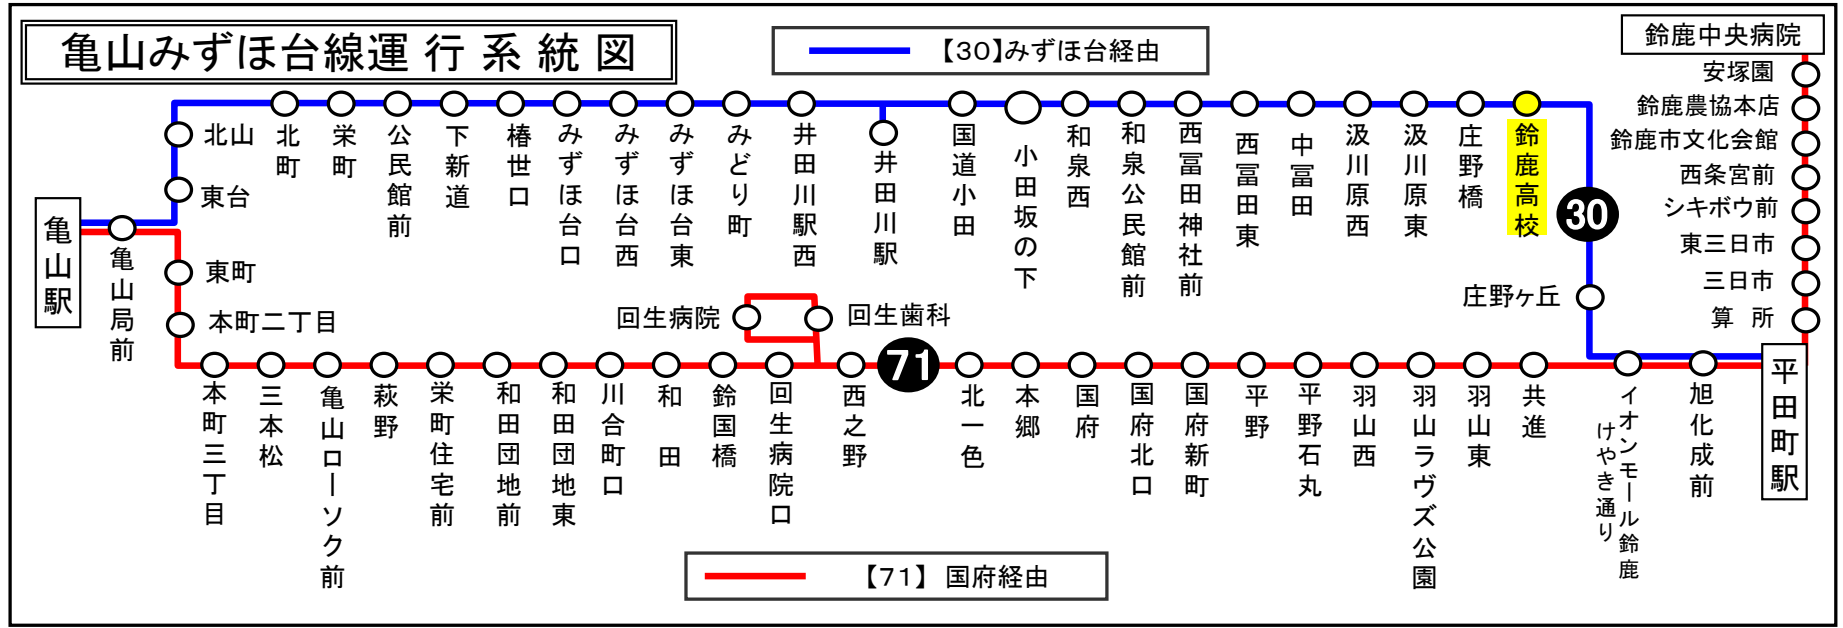 亀山みずほ台線運行系統図
【30】みずほ台経由
鈴鹿中央病院
安塚園
鈴鹿農協本店
鈴鹿市文化会館
西条宮前
シキボウ前
東三日市
三日市
算所
亀山駅
亀山局前
東台
北山
北町
栄町
公民館前
下新道
椿世口
みずほ台口
みずほ台西
みずほ台東
みどり町
井田川駅西
井田川駅
国道小田
小田坂の下
和泉西
和泉公民館前
西冨田神社前
西冨田東
中冨田
汲川原西
汲川原東
庄野橋
鈴鹿高校
30
庄野ヶ丘
東町
本町二丁目
本町三丁目
三本松
亀山ローソク前
萩野
栄町住宅前
和田団地前
和田団地東
川合町口
和田
鈴国橋
回生病院口
回生病院
回生歯科
西之野
71
北一色
本郷
国府
国府北口
国府新町
平野
平野石丸
羽山西
羽山ラヴズ公園
羽山東
共進
イオンモール鈴鹿
けやき通り
旭化成前
平田町駅
【71】国府経由